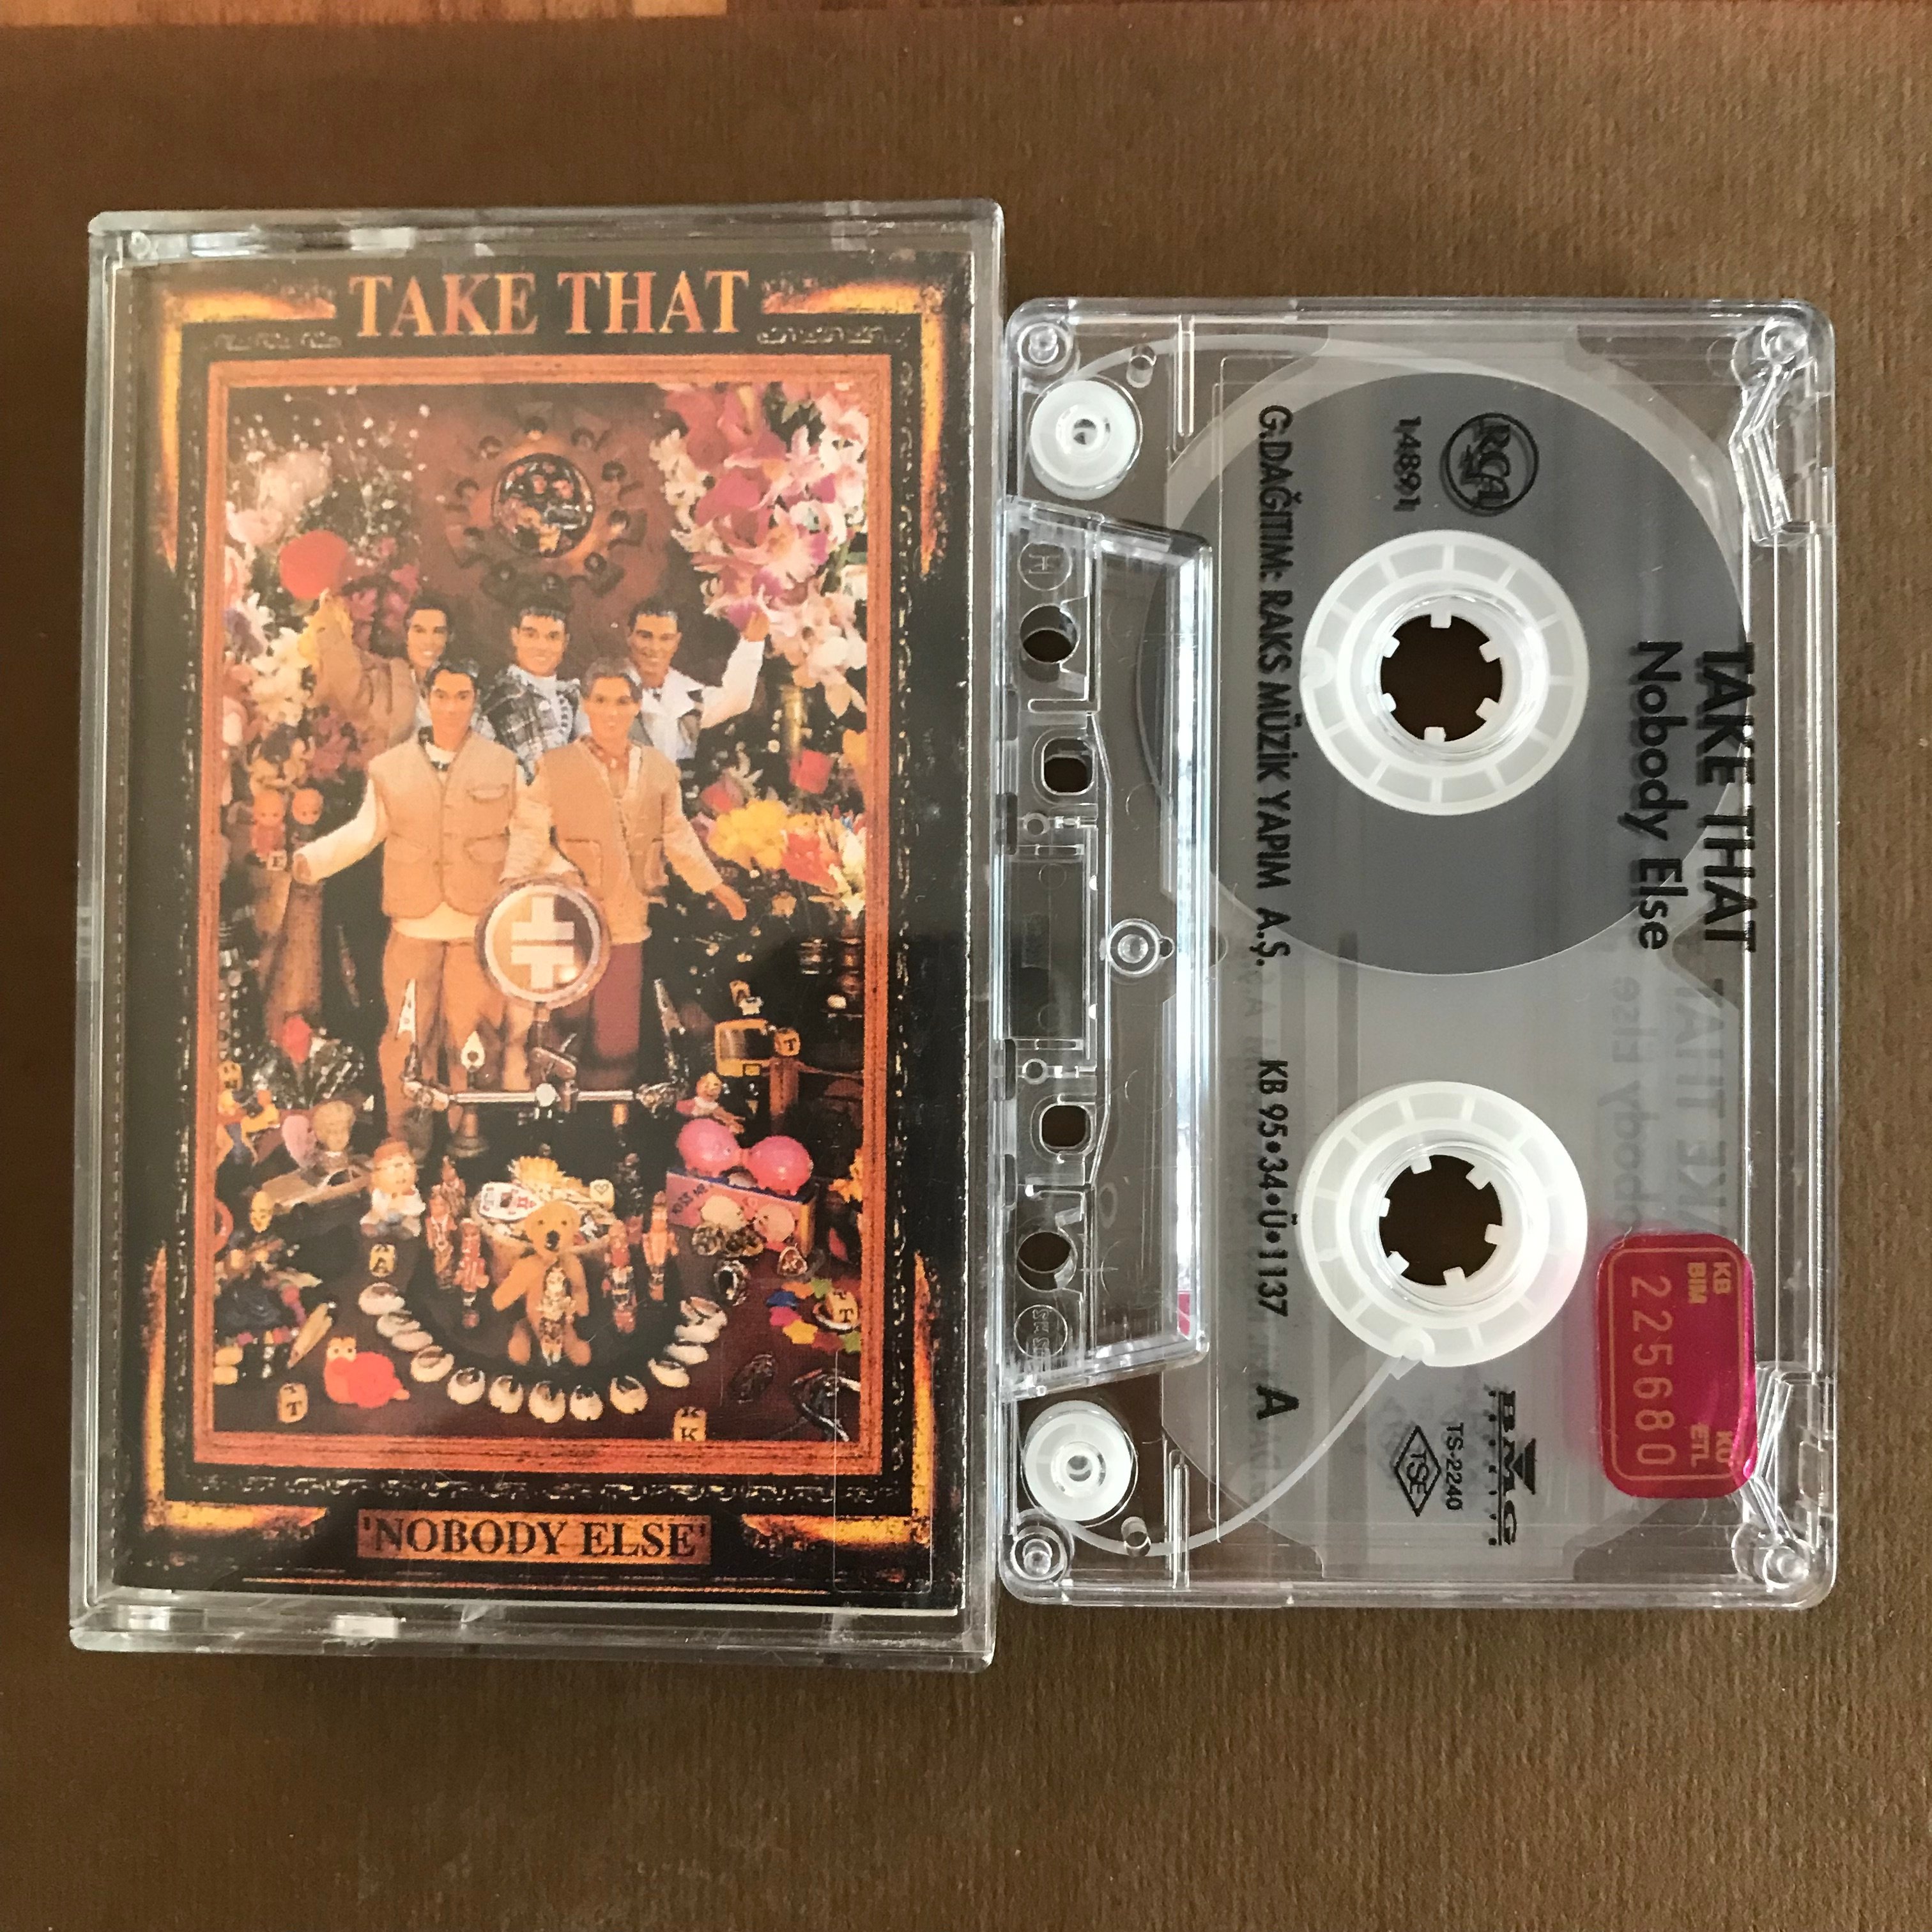 TAKE THAT
'NOBODY ELSE'
TAKE THAT
Nobody Else
RCA
14891
G.DAĞITIM: RAKS MÜZİK YAPIM A.Ş. KB 95•34•Ü•1137 A
BMG
TS-2240
TSE
KB
BIM
KÜ
ETL
225680
T
T
K